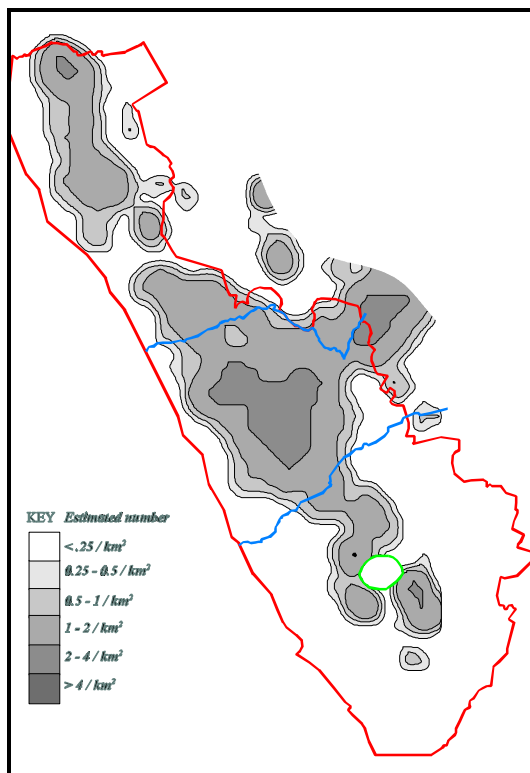 KEY Estimated number
< .25 / km²
0.25 - 0.5 / km²
0.5 - 1 / km²
1 - 2 / km²
2 - 4 / km²
> 4 / km²